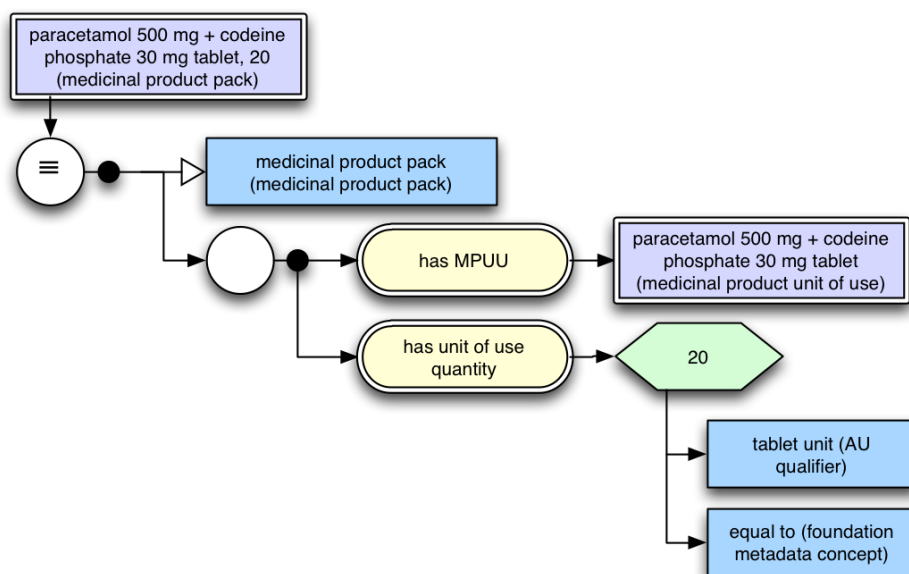 paracetamol 500 mg + codeine
phosphate 30 mg tablet, 20
(medicinal product pack)
≡
medicinal product pack
(medicinal product pack)
has MPUU
paracetamol 500 mg + codeine
phosphate 30 mg tablet
(medicinal product unit of use)
has unit of use
quantity
20
tablet unit (AU
qualifier)
equal to (foundation
metadata concept)